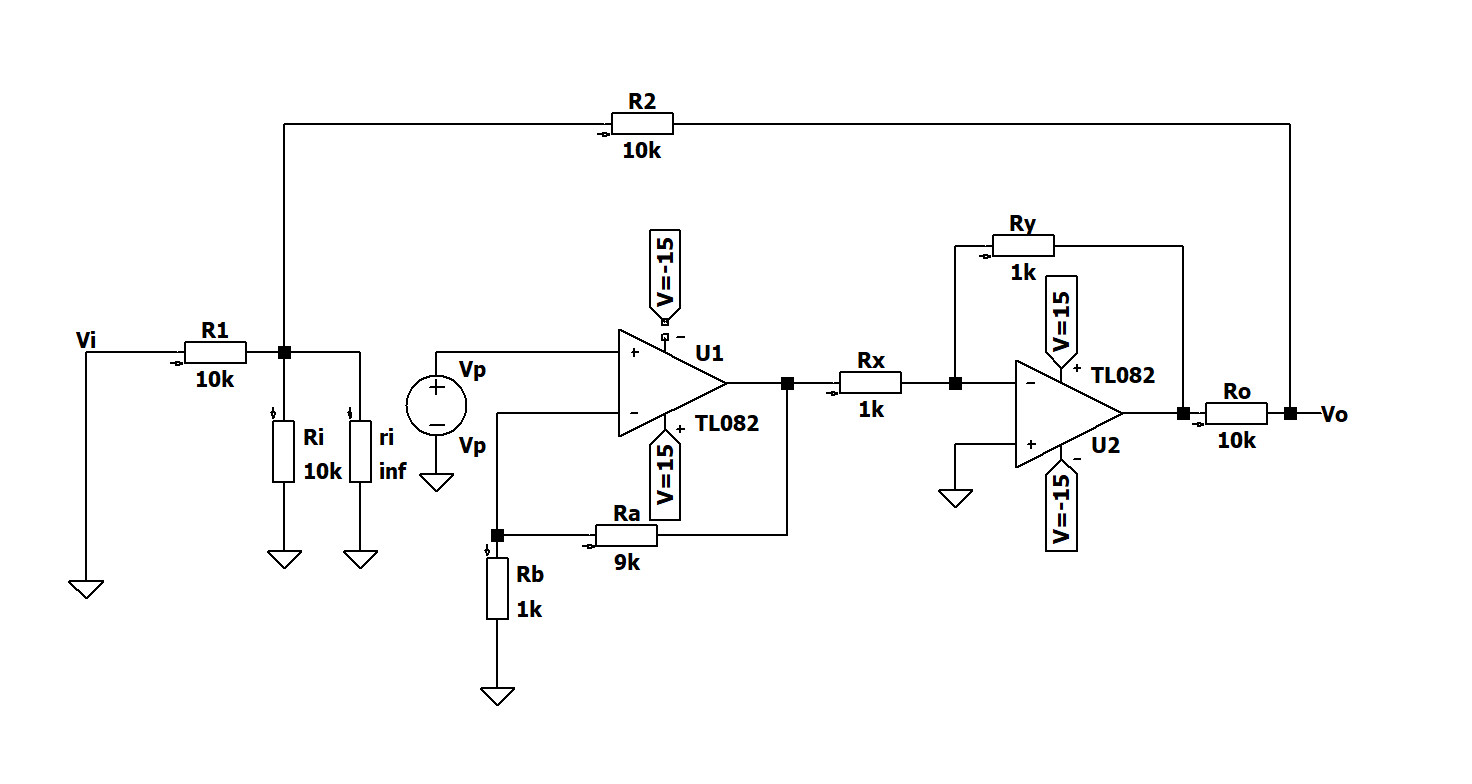 R2
10k
Ry
1k
V=-15
V=15
Vi
R1
10k
U1
Vp
Rx
1k
TL082
Ro
10k
Vo
Ri
10k
ri
inf
Vp
TL082
U2
V=15
V=-15
Ra
9k
Rb
1k